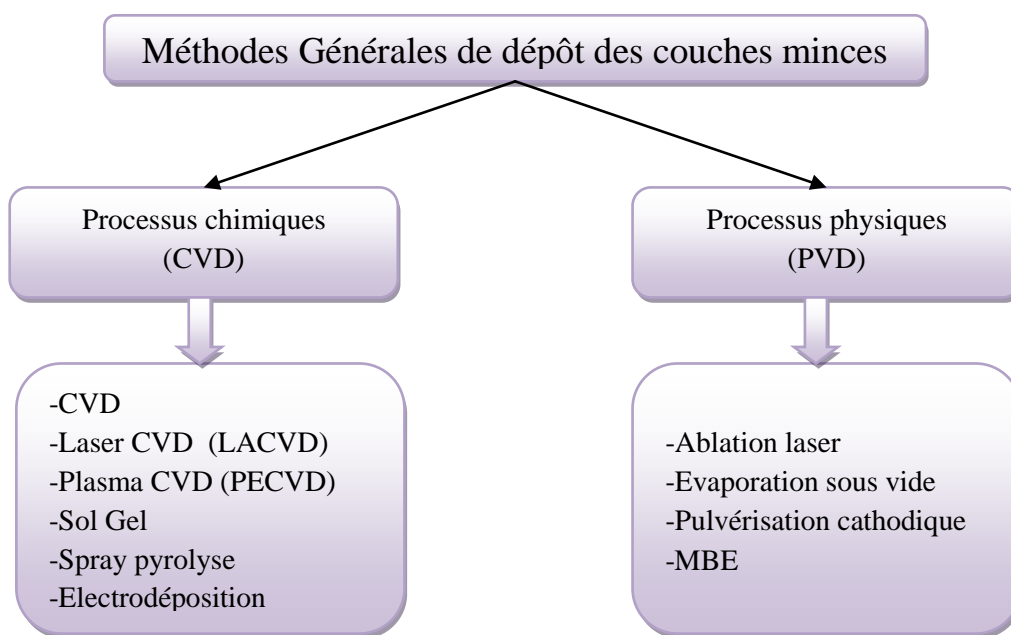 Méthodes Générales de dépôt des couches minces
Processus chimiques
(CVD)
Processus physiques
(PVD)
-CVD
-Laser CVD (LACVD)
-Plasma CVD (PECVD)
-Sol Gel
-Spray pyrolyse
-Electrodéposition
-Ablation laser
-Evaporation sous vide
-Pulvérisation cathodique
-MBE